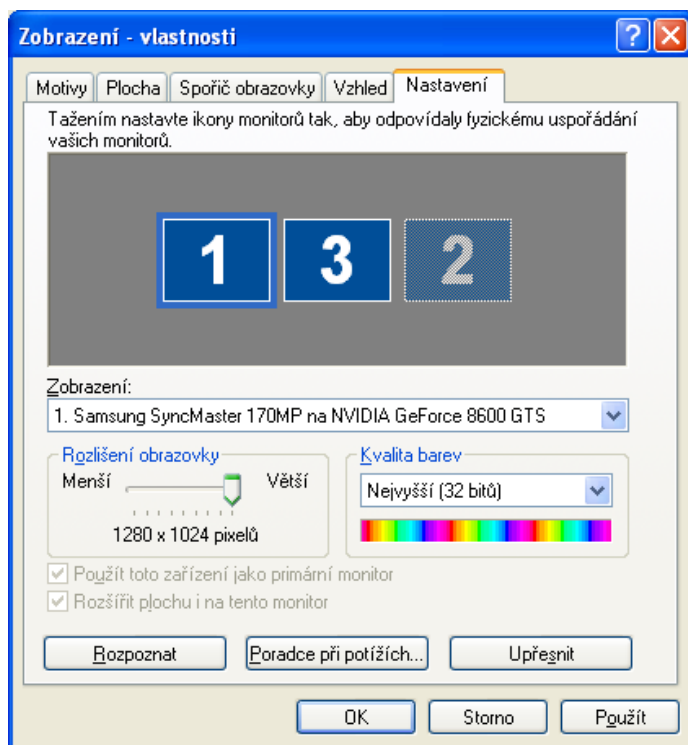 Zobrazení - vlastnosti
Motivy Plocha Spořič obrazovky Vzhled Nastavení
Tažením nastavte ikony monitorů tak, aby odpovídaly fyzickému uspořádání
vašich monitorů.
1 3 2
Zobrazení:
1. Samsung SyncMaster 170MP na NVIDIA GeForce 8600 GTS
Rozlišení obrazovky
Menší Větší
1280 x 1024 pixelů
Kvalita barev
Nejvyšší (32 bitů)
Použít toto zařízení jako primární monitor
Rozšířit plochu i na tento monitor
Rozpoznat Poradce při potížích... Upřesnit
OK Storno Použít